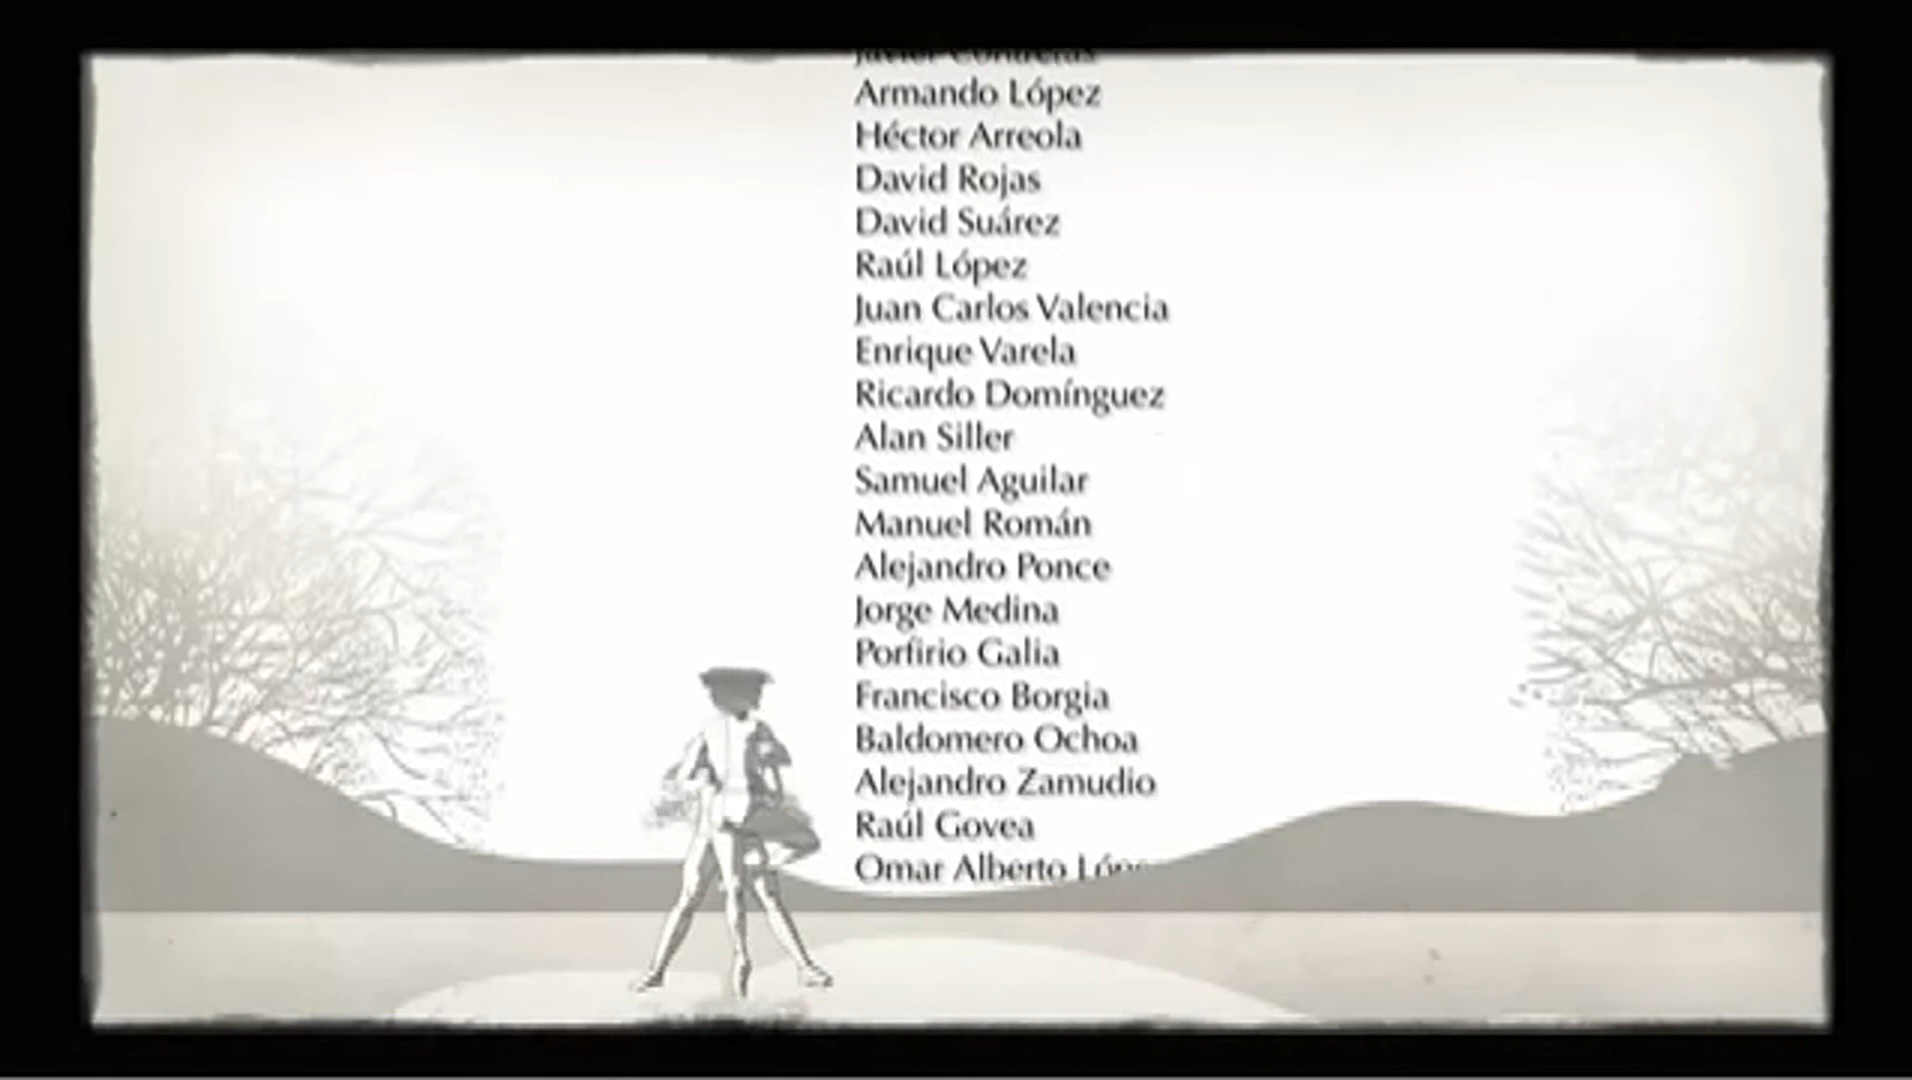 Javier Contreras
Armando López
Héctor Arreola
David Rojas
David Suárez
Raúl López
Juan Carlos Valencia
Enrique Varela
Ricardo Domínguez
Alan Siller
Samuel Aguilar
Manuel Román
Alejandro Ponce
Jorge Medina
Porfirio Galia
Francisco Borgia
Baldomero Ochoa
Alejandro Zamudio
Raúl Govea
Omar Alberto